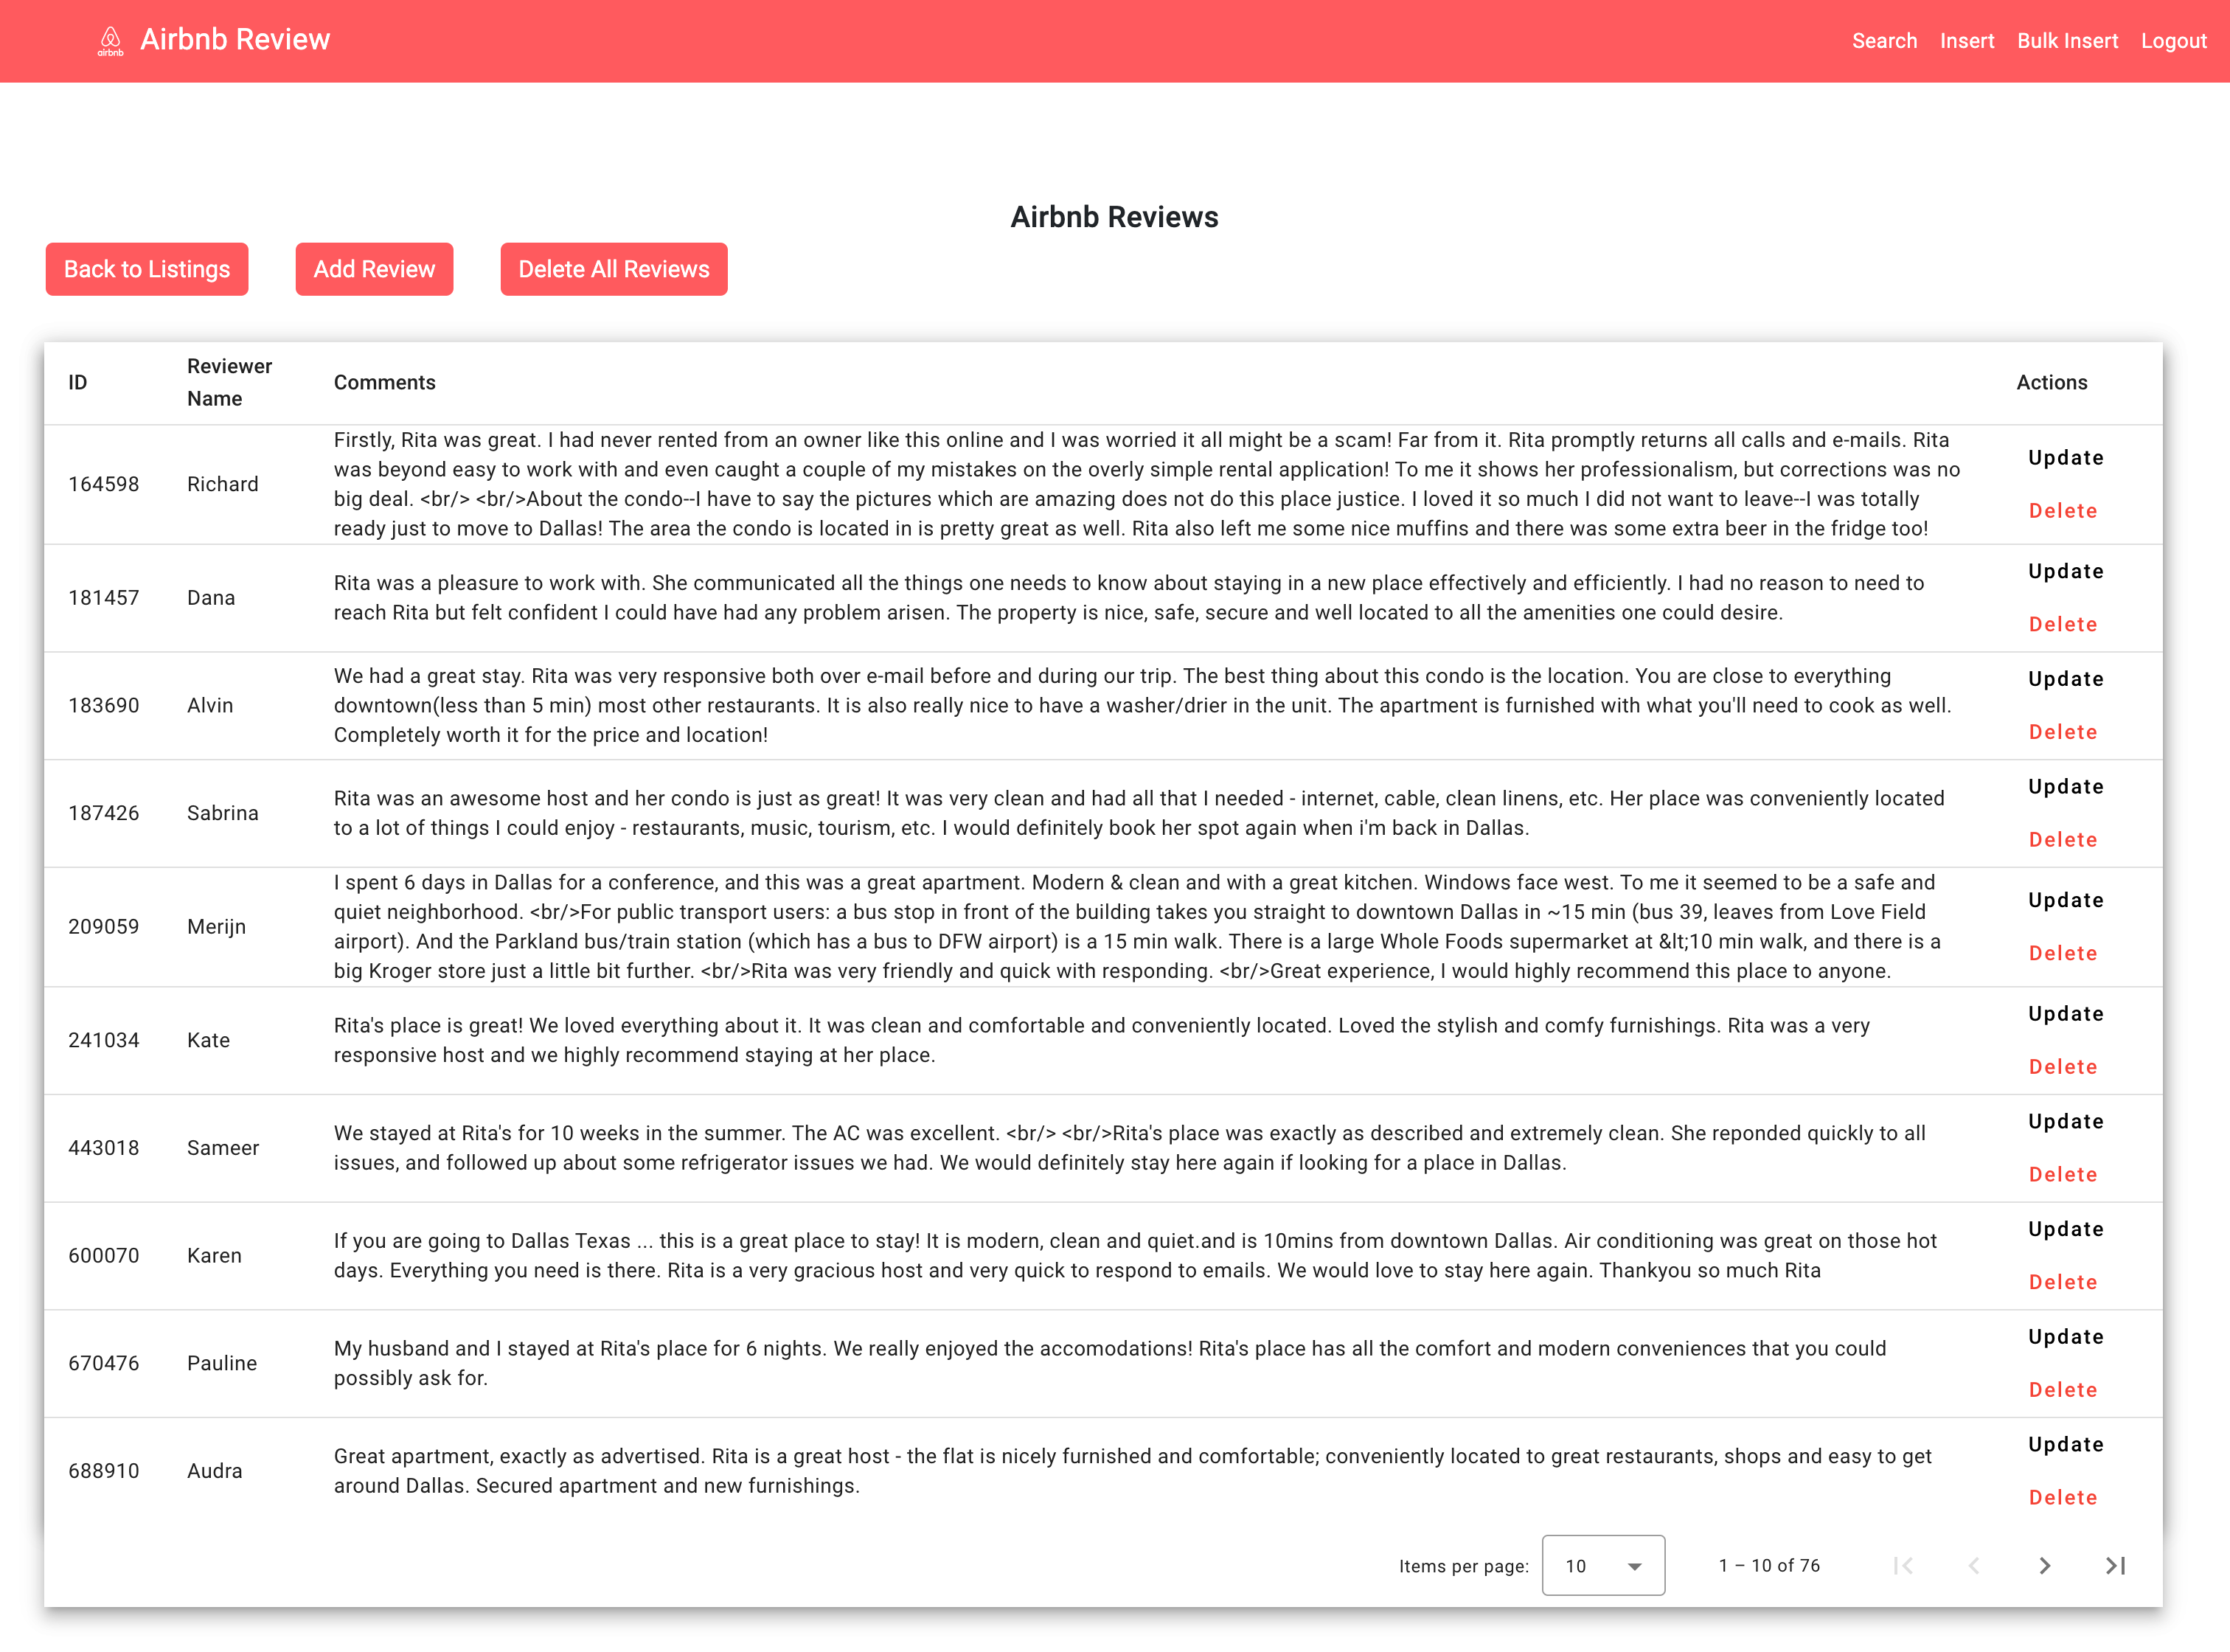 airbnb
Airbnb Review
Search
Insert
Bulk Insert
Logout
Airbnb Reviews
Back to Listings
Add Review
Delete All Reviews
ID
Reviewer
Name
Comments
Actions
164598
Richard
Firstly, Rita was great. I had never rented from an owner like this online and I was worried it all might be a scam! Far from it. Rita promptly returns all calls and e-mails. Rita
was beyond easy to work with and even caught a couple of my mistakes on the overly simple rental application! To me it shows her professionalism, but corrections was no
big deal. <br/> <br/>About the condo--I have to say the pictures which are amazing does not do this place justice. I loved it so much I did not want to leave--I was totally
ready just to move to Dallas! The area the condo is located in is pretty great as well. Rita also left me some nice muffins and there was some extra beer in the fridge too!
Update
Delete
181457
Dana
Rita was a pleasure to work with. She communicated all the things one needs to know about staying in a new place effectively and efficiently. I had no reason to need to
reach Rita but felt confident I could have had any problem arisen. The property is nice, safe, secure and well located to all the amenities one could desire.
Update
Delete
183690
Alvin
We had a great stay. Rita was very responsive both over e-mail before and during our trip. The best thing about this condo is the location. You are close to everything
downtown(less than 5 min) most other restaurants. It is also really nice to have a washer/drier in the unit. The apartment is furnished with what you'll need to cook as well.
Completely worth it for the price and location!
Update
Delete
187426
Sabrina
Rita was an awesome host and her condo is just as great! It was very clean and had all that I needed - internet, cable, clean linens, etc. Her place was conveniently located
to a lot of things I could enjoy - restaurants, music, tourism, etc. I would definitely book her spot again when i'm back in Dallas.
Update
Delete
209059
Merijn
I spent 6 days in Dallas for a conference, and this was a great apartment. Modern & clean and with a great kitchen. Windows face west. To me it seemed to be a safe and
quiet neighborhood. <br/>For public transport users: a bus stop in front of the building takes you straight to downtown Dallas in ~15 min (bus 39, leaves from Love Field
airport). And the Parkland bus/train station (which has a bus to DFW airport) is a 15 min walk. There is a large Whole Foods supermarket at &lt;10 min walk, and there is a
big Kroger store just a little bit further. <br/>Rita was very friendly and quick with responding. <br/>Great experience, I would highly recommend this place to anyone.
Update
Delete
241034
Kate
Rita's place is great! We loved everything about it. It was clean and comfortable and conveniently located. Loved the stylish and comfy furnishings. Rita was a very
responsive host and we highly recommend staying at her place.
Update
Delete
443018
Sameer
We stayed at Rita's for 10 weeks in the summer. The AC was excellent. <br/> <br/>Rita's place was exactly as described and extremely clean. She reponded quickly to all
issues, and followed up about some refrigerator issues we had. We would definitely stay here again if looking for a place in Dallas.
Update
Delete
600070
Karen
If you are going to Dallas Texas ... this is a great place to stay! It is modern, clean and quiet.and is 10mins from downtown Dallas. Air conditioning was great on those hot
days. Everything you need is there. Rita is a very gracious host and very quick to respond to emails. We would love to stay here again. Thankyou so much Rita
Update
Delete
670476
Pauline
My husband and I stayed at Rita's place for 6 nights. We really enjoyed the accomodations! Rita's place has all the comfort and modern conveniences that you could
possibly ask for.
Update
Delete
688910
Audra
Great apartment, exactly as advertised. Rita is a great host - the flat is nicely furnished and comfortable; conveniently located to great restaurants, shops and easy to get
around Dallas. Secured apartment and new furnishings.
Update
Delete
Items per page:
10
1 – 10 of 76